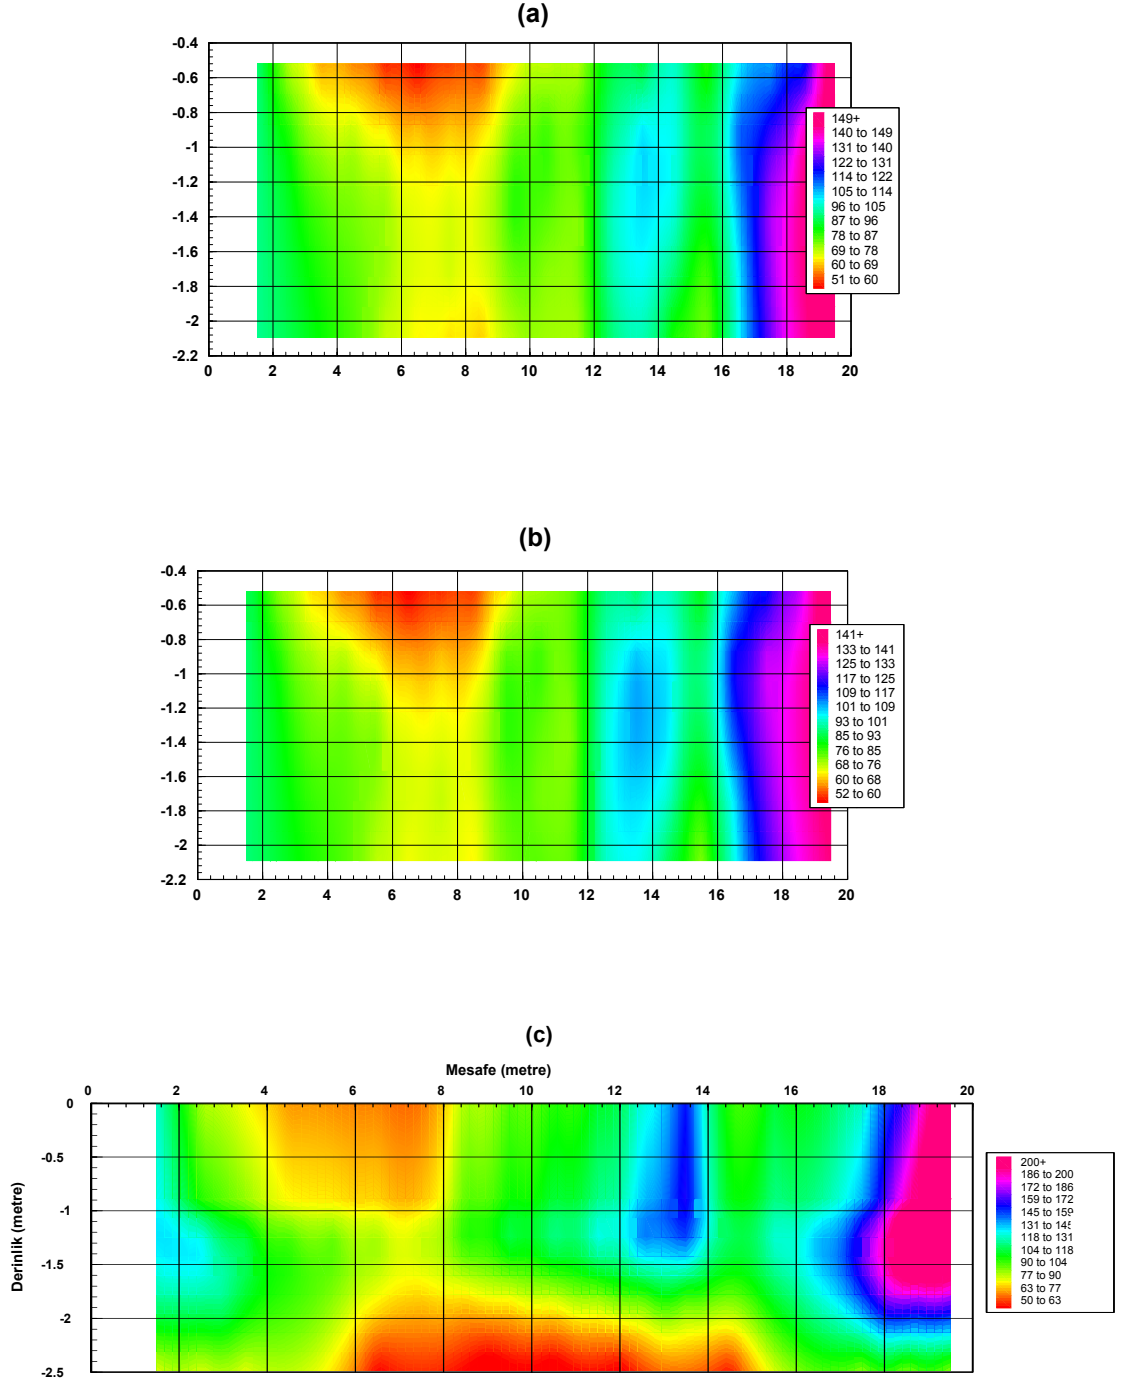 (a)
-0.4
-0.6
-0.8
-1
-1.2
-1.4
-1.6
-1.8
-2
-2.2
0 2 4 6 8 10 12 14 16 18 20
149+
140 to 149
131 to 140
122 to 131
114 to 122
105 to 114
96 to 105
87 to 96
78 to 87
69 to 78
60 to 69
51 to 60
(b)
-0.4
-0.6
-0.8
-1
-1.2
-1.4
-1.6
-1.8
-2
-2.2
0 2 4 6 8 10 12 14 16 18 20
141+
133 to 141
125 to 133
117 to 125
109 to 117
101 to 109
93 to 101
85 to 93
76 to 85
68 to 76
60 to 68
52 to 60
(c)
Mesafe (metre)
0 2 4 6 8 10 12 14 16 18 20
Derinlik (metre)
0
-0.5
-1
-1.5
-2
-2.5
200+
186 to 200
172 to 186
159 to 172
145 to 159
131 to 145
118 to 131
104 to 118
90 to 104
77 to 90
63 to 77
50 to 63